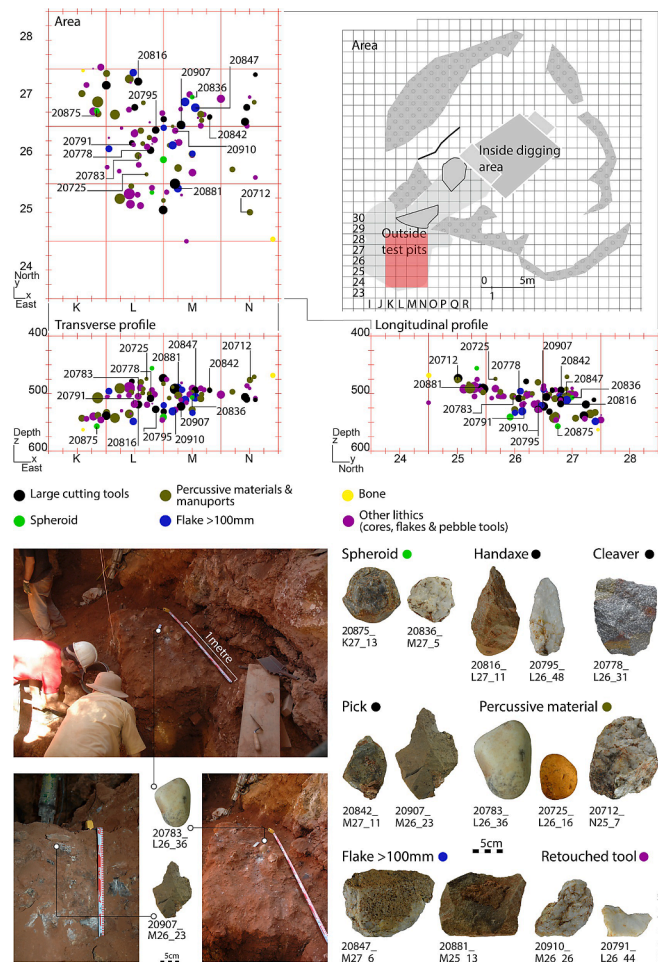 Area
28
27
26
25
24
20816
20847
20907
20795
20836
20875
20842
20791
20910
20778
20783
20725
20881
20712
North
y
x
East
K
L
M
N
Area
Inside digging
area
Outside
test pits
30
29
28
27
26
25
24
23
0
5m
1
I J K L M N O P Q R
Transverse profile
400
500
600
20725
20847
20712
20778
20881
20842
20783
20791
20836
20907
20875
20816
20795
20910
Depth
z
x
East
K
L
M
N
Longitudinal profile
400
500
600
20725
20907
20712
20778
20842
20847
20881
20836
20783
20816
20791
20910
20875
20795
Depth
z
y
North
24
25
26
27
28
Large cutting tools
Spheroid
Percussive materials &
manuports
Flake >100mm
Bone
Other lithics
(cores, flakes & pebble tools)
1metre
20783
L26_36
20907_
M26_23
5cm
Spheroid
Handaxe
Cleaver
20875_
K27_13
20836_
M27_5
20816_
L27_11
20795_
L26_48
20778_
L26_31
Pick
Percussive material
20842_
M27_11
20907_
M26_23
20783_
L26_36
20725_
L26_16
20712_
N25_7
5cm
Flake >100mm
Retouched tool
20847_
M27_6
20881_
M25_13
20910_
M26_26
20791_
L26_44